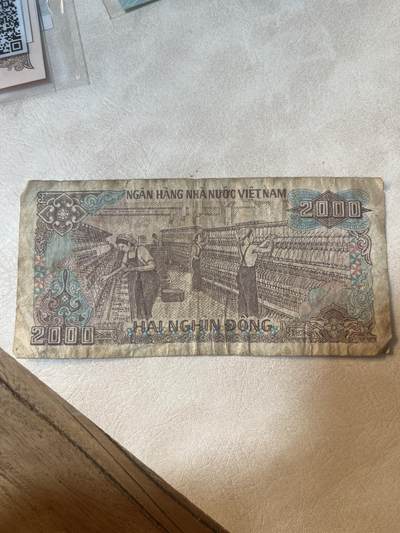 NGÂN HÀNG NHÀ NƯỚC VIỆT NAM
2000
2000
HAI NGHÌN ĐỒNG